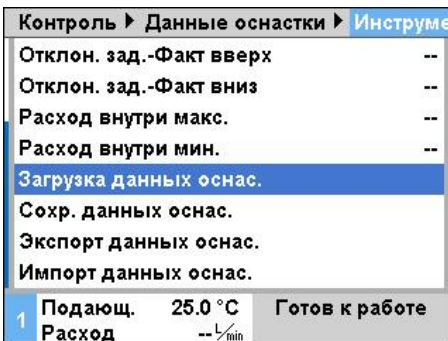 Контроль ▶ Данные оснастки ▶ Инструме
Отклон. зад.-Факт вверх --
Отклон. зад.-Факт вниз --
Расход внутри макс. --
Расход внутри мин. --
Загрузка данных оснас.
Сохр. данных оснас.
Экспорт данных оснас.
Импорт данных оснас.
1 Подающ. 25.0 °C Готов к работе
Расход -- L/min